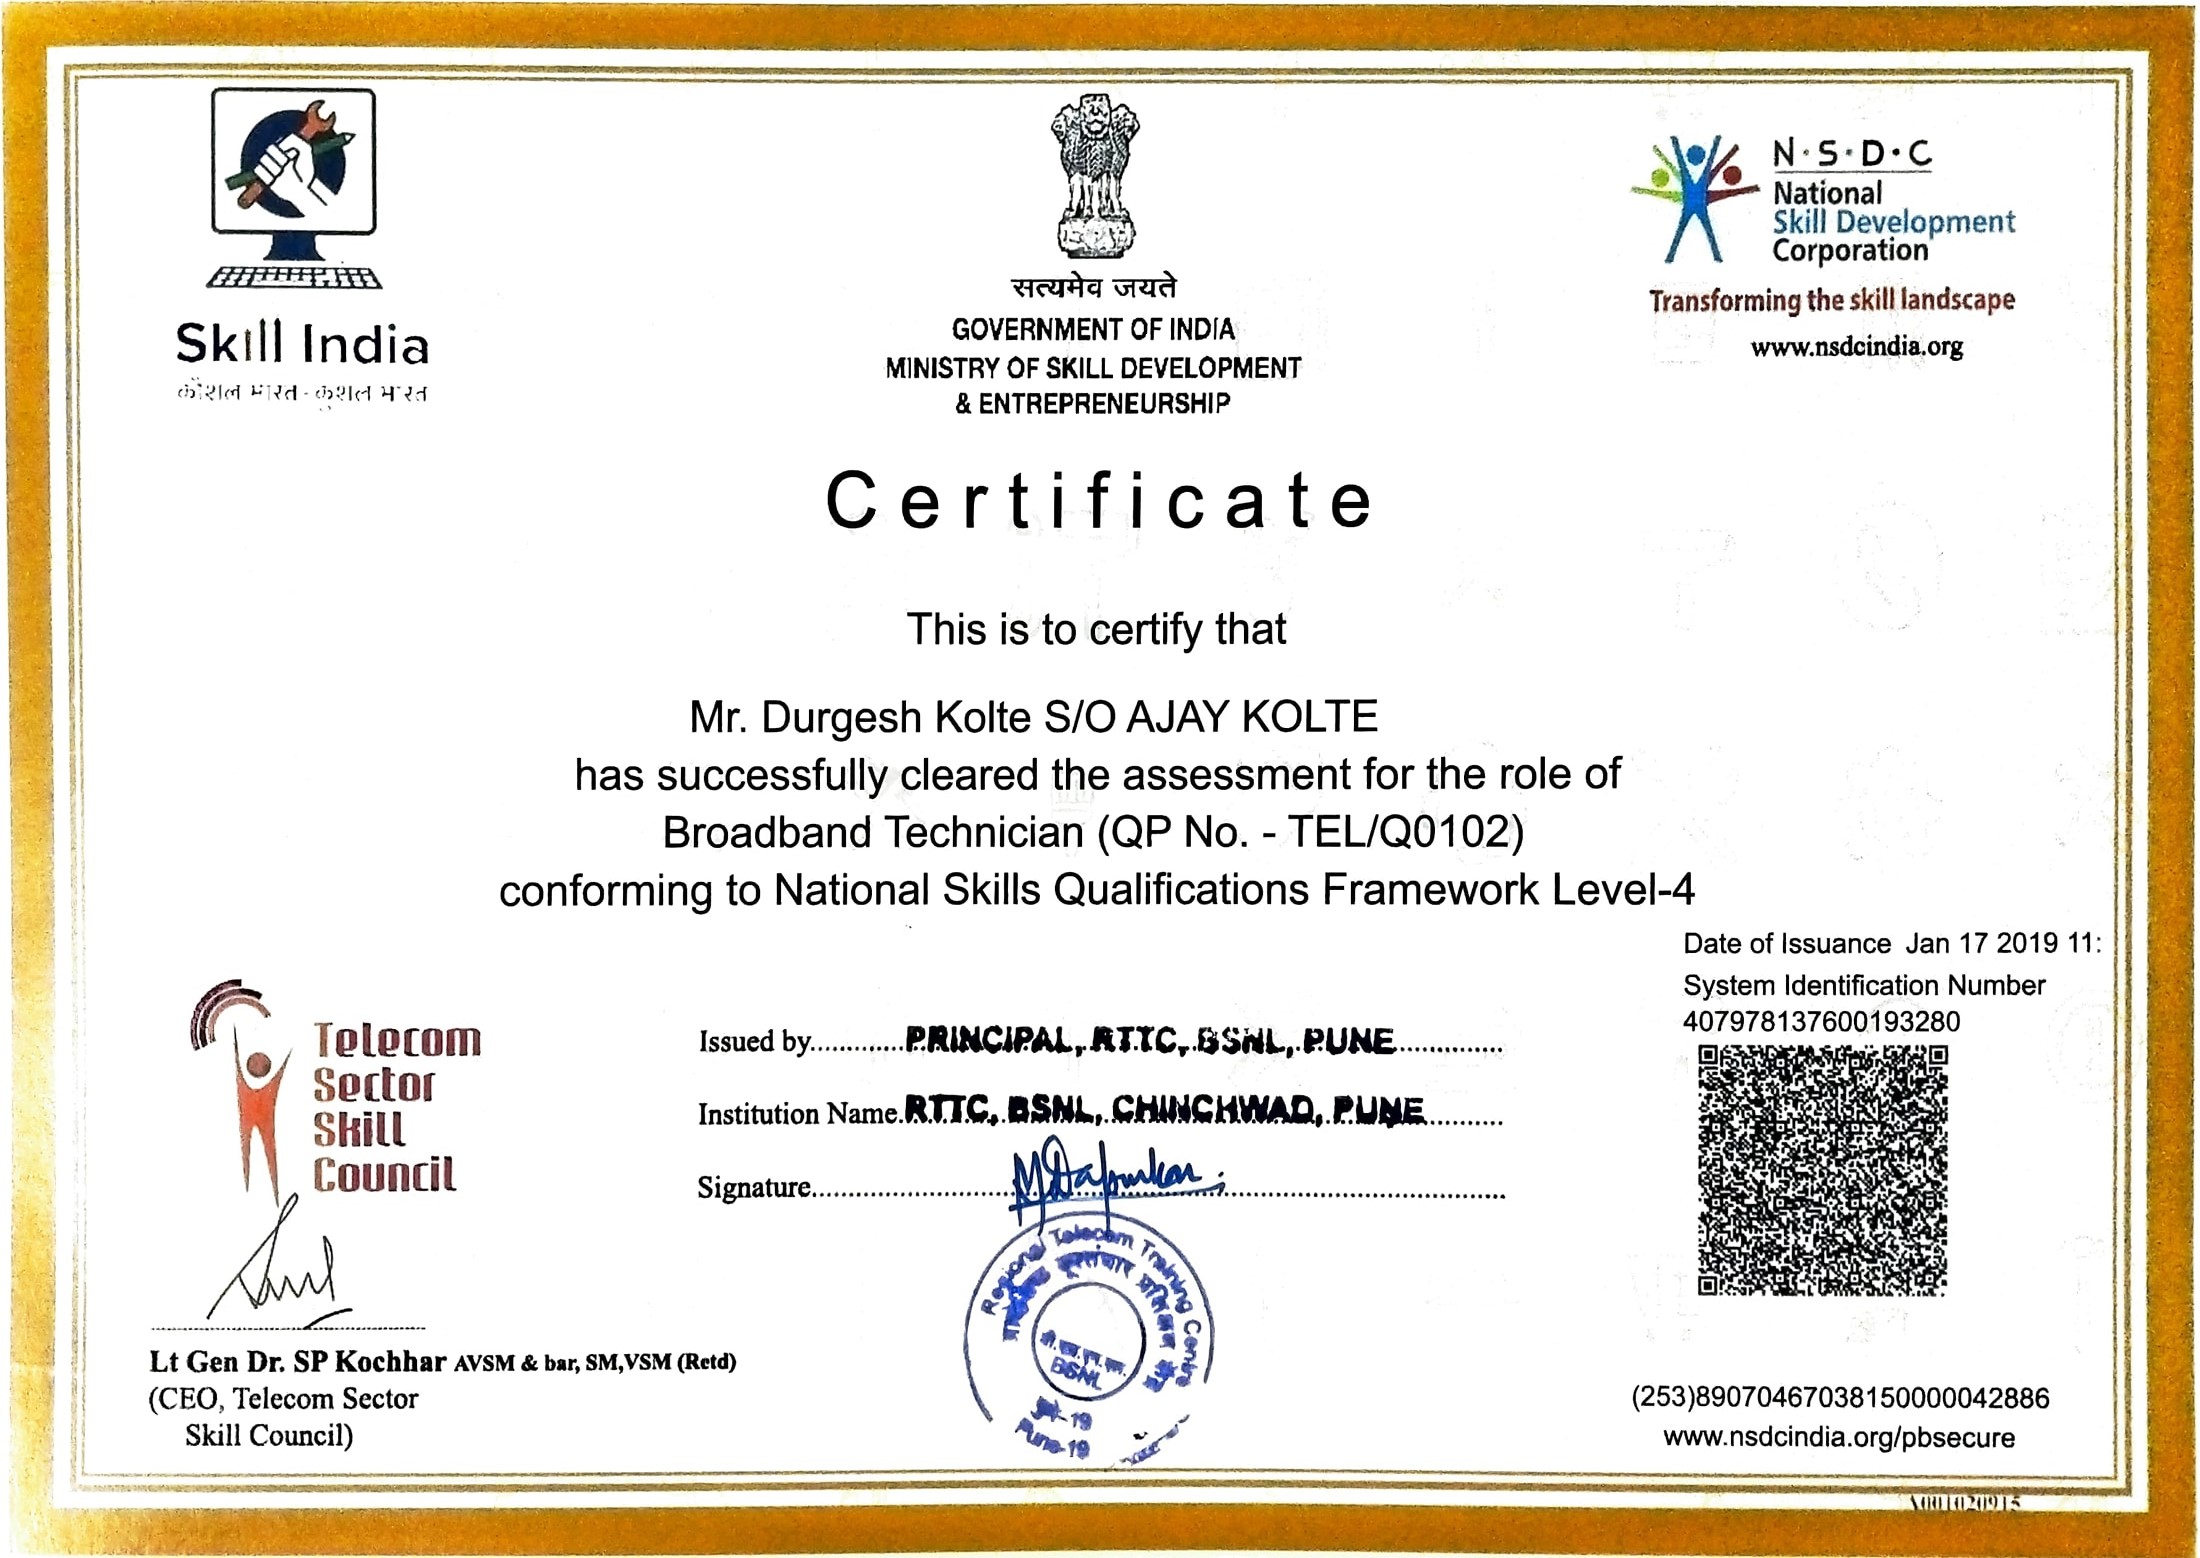 Skill India
कौशल भारत - कुशल भारत
सत्यमेव जयते
GOVERNMENT OF INDIA
MINISTRY OF SKILL DEVELOPMENT
& ENTREPRENEURSHIP
N·S·D·C
National
Skill Development
Corporation
Transforming the skill landscape
www.nsdcindia.org
Certificate
This is to certify that
Mr. Durgesh Kolte S/O AJAY KOLTE
has successfully cleared the assessment for the role of
Broadband Technician (QP No. - TEL/Q0102)
conforming to National Skills Qualifications Framework Level-4
Date of Issuance Jan 17 2019 11:
System Identification Number
407978137600193280
Telecom
Sector
Skill
Council
Issued by PRINCIPAL, RTTC, BSNL, PUNE
Institution Name RTTC, BSNL, CHINCHWAD, PUNE
Signature
Regional Telecom Training Centre
BSNL
Pune-19
Lt Gen Dr. SP Kochhar AVSM & bar, SM,VSM (Retd)
(CEO, Telecom Sector
Skill Council)
(253)89070467038150000042886
www.nsdcindia.org/pbsecure